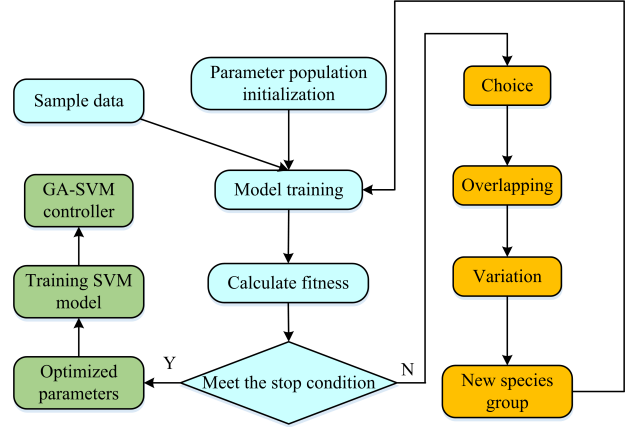 Sample data
Parameter population
initialization
Model training
Calculate fitness
Meet the stop condition
Y
N
Optimized
parameters
Training SVM
model
GA-SVM
controller
Choice
Overlapping
Variation
New species
group